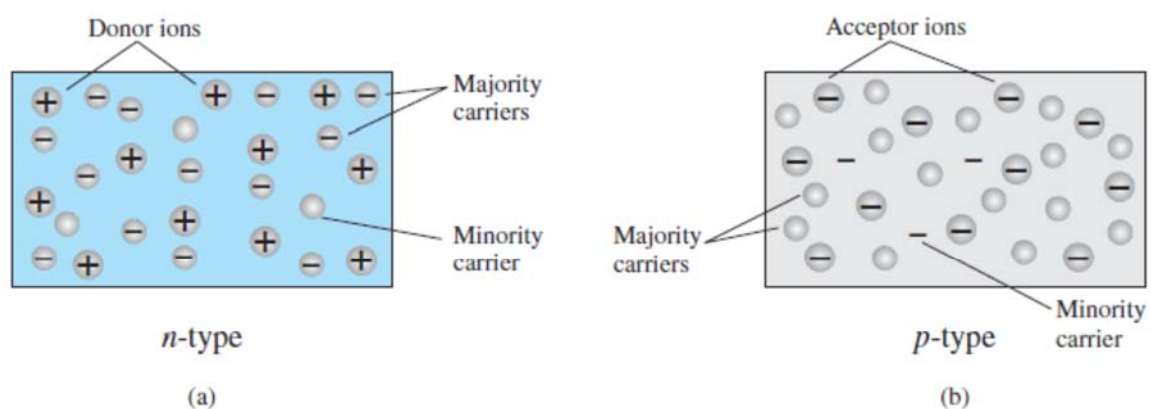 Donor ions
Majority
carriers
Minority
carrier
n-type
(a)
Acceptor ions
Majority
carriers
Minority
carrier
p-type
(b)